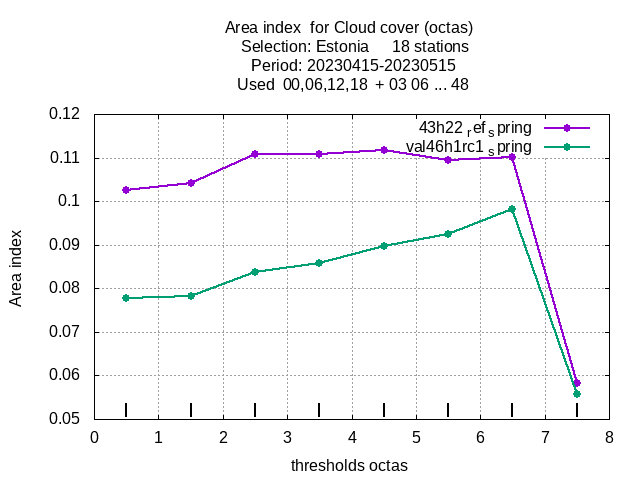 Area index  for Cloud cover (octas)
Selection: Estonia     18 stations
Period: 20230415-20230515
Used  00,06,12,18  + 03 06 ... 48
43h22 ref spring
val46h1rc1 spring
0.12
0.11
0.1
0.09
0.08
0.07
0.06
0.05
Area index
0 1 2 3 4 5 6 7 8
thresholds octas